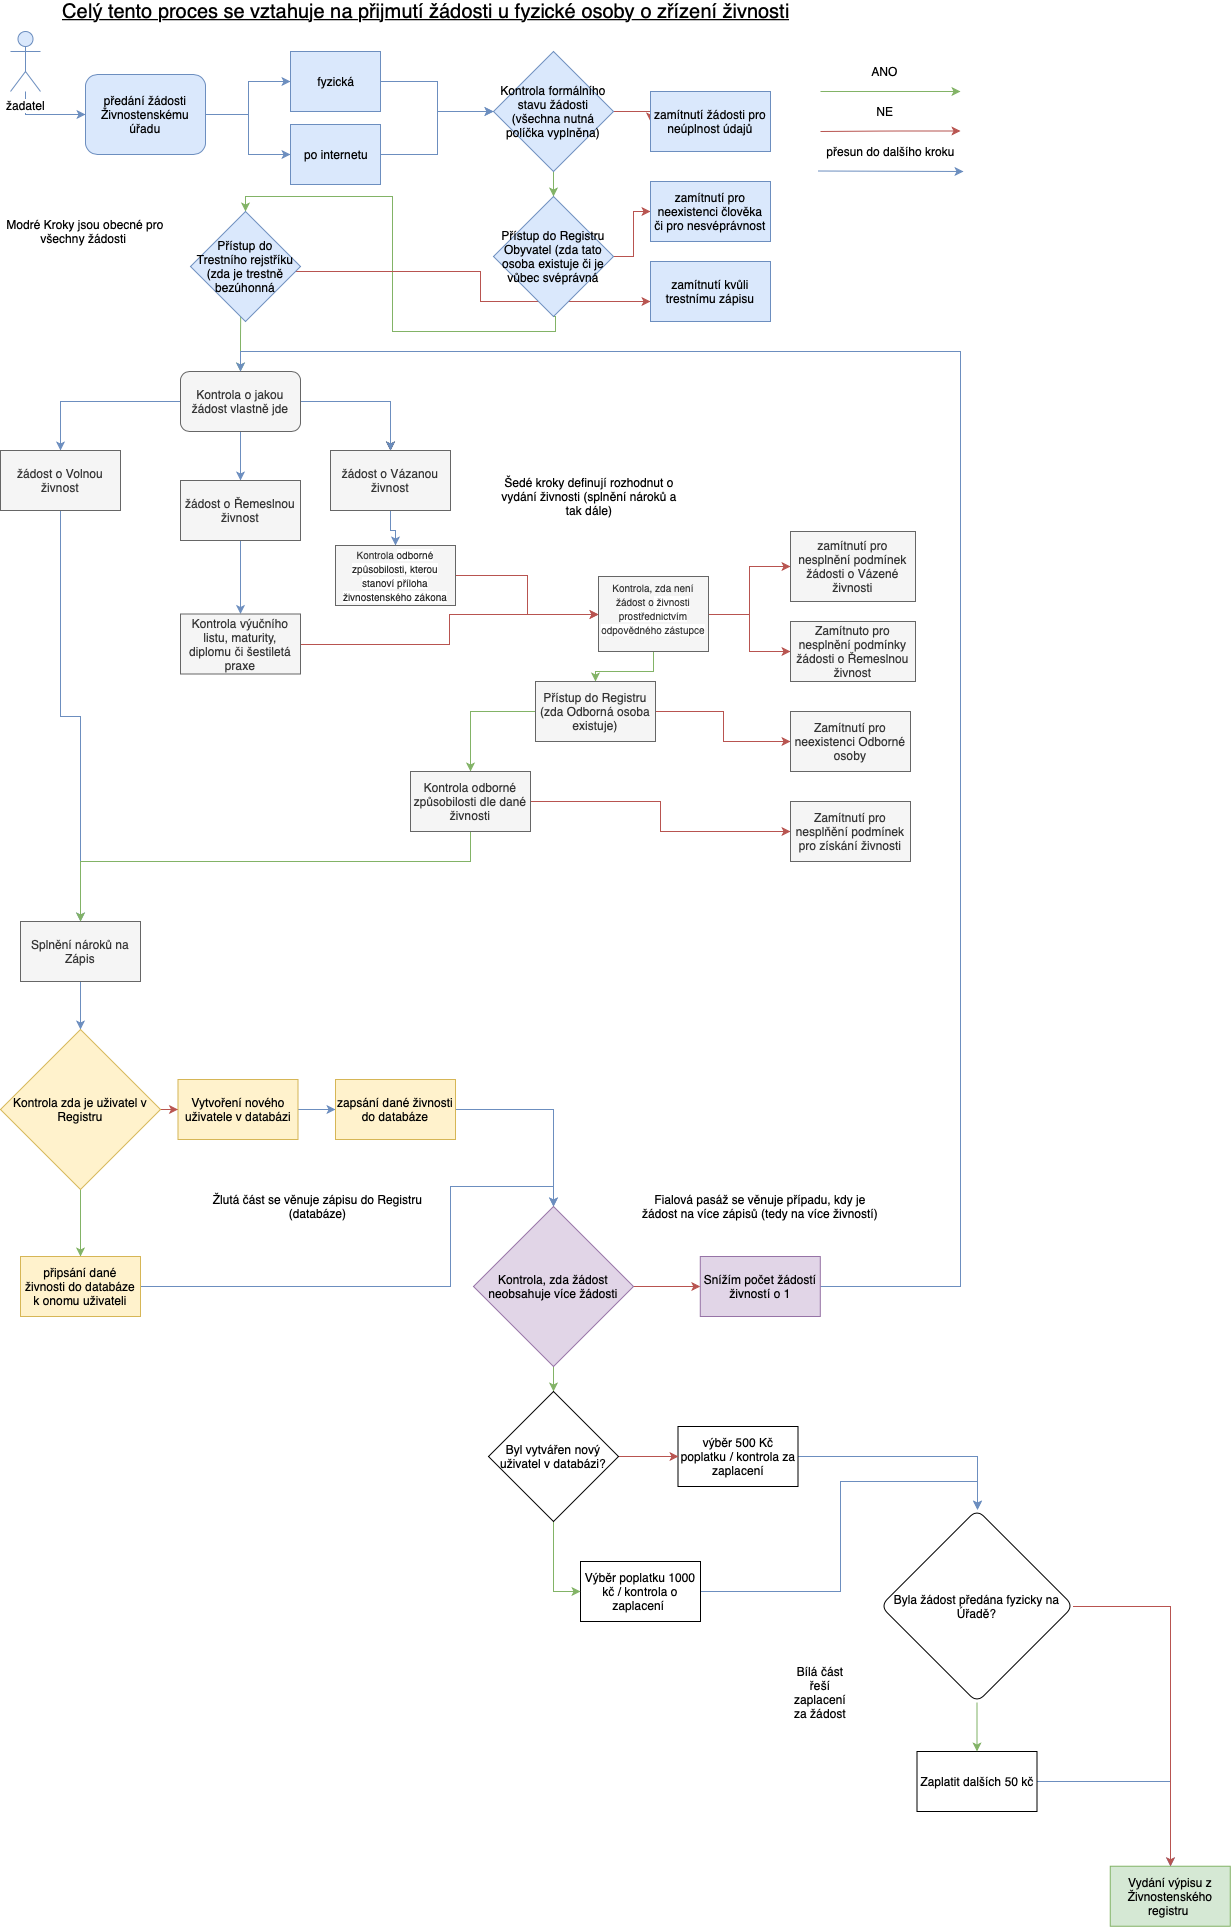 Celý tento proces se vztahuje na přijmutí žádosti u fyzické osoby o zřízení živnosti
žadatel
předání žádosti
Živnostenskému
úřadu
fyzická
po internetu
Kontrola formálního
stavu žádosti
(všechna nutná
políčka vyplněna)
zamítnutí žádosti pro
neúplnost údajů
ANO
NE
přesun do dalšího kroku
Modré Kroky jsou obecné pro
všechny žádosti
Přístup do
Trestního rejstříku
(zda je trestně
bezúhonná
Přístup do Registru
Obyvatel (zda tato
osoba existuje či je
vůbec svéprávná
zamítnutí pro
neexistenci člověka
či pro nesvéprávnost
zamítnutí kvůli
trestnímu zápisu
Kontrola o jakou
žádost vlastně jde
žádost o Volnou
živnost
žádost o Řemeslnou
živnost
žádost o Vázanou
živnost
Šedé kroky definují rozhodnut o
vydání živnosti (splnění nároků a
tak dále)
Kontrola odborné
způsobilosti, kterou
stanoví příloha
živnostenského zákona
Kontrola výučního
listu, maturity,
diplomu či šestiletá
praxe
Kontrola, zda není
žádost o živnosti
prostřednictvím
odpovědného zástupce
zamítnutí pro
nesplnění podmínek
žádosti o Vázené
živnosti
Zamítnuto pro
nesplnění podmínky
žádosti o Řemeslnou
živnost
Přístup do Registru
(zda Odborná osoba
existuje)
Zamítnutí pro
neexistenci Odborné
osoby
Kontrola odborné
způsobilosti dle dané
živnosti
Zamítnutí pro
nesplňění podmínek
pro získání živnosti
Splnění nároků na
Zápis
Kontrola zda je uživatel v
Registru
Vytvoření nového
uživatele v databázi
zapsání dané živnosti
do databáze
Žlutá část se věnuje zápisu do Registru
(databáze)
Fialová pasáž se věnuje případu, kdy je
žádost na více zápisů (tedy na více živností)
připsání dané
živnosti do databáze
k onomu uživateli
Kontrola, zda žádost
neobsahuje více žádosti
Snížím počet žádostí
živností o 1
Byl vytvářen nový
uživatel v databázi?
výběr 500 Kč
poplatku / kontrola za
zaplacení
Výběr poplatku 1000
kč / kontrola o
zaplacení
Byla žádost předána fyzicky na
Úřadě?
Bílá část
řeší
zaplacení
za žádost
Zaplatit dalších 50 kč
Vydání výpisu z
Živnostenského
registru